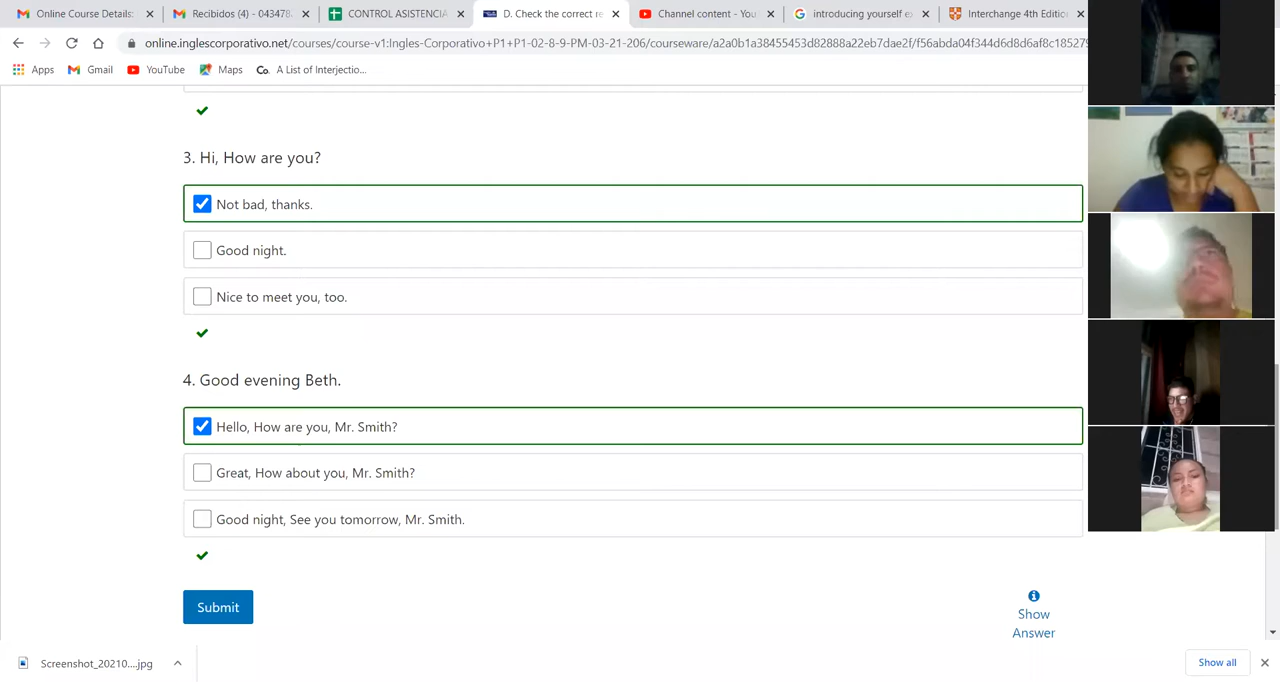 Online Course Details:
Recibidos (4) - 043478
CONTROL ASISTENCIA
D. Check the correct re
Channel content - You
introducing yourself e
Interchange 4th Editio
online.inglescorporativo.net/courses/course-v1:Ingles-Corporativo+P1+P1-02-8-9-PM-03-21-206/courseware/a2a0b1a38455453d82888a22eb7dae2f/f56abda04f344d6d8d6af8c185279
Apps
Gmail
YouTube
Maps
Co. A List of Interjectio...
3. Hi, How are you?
Not bad, thanks.
Good night.
Nice to meet you, too.
4. Good evening Beth.
Hello, How are you, Mr. Smith?
Great, How about you, Mr. Smith?
Good night, See you tomorrow, Mr. Smith.
Submit
Show
Answer
Screenshot_20210....jpg
Show all